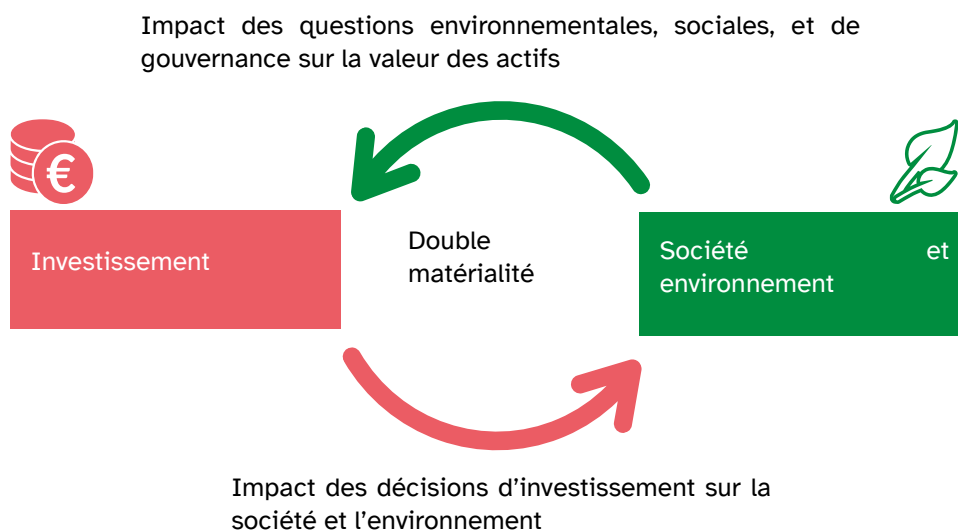 Impact des questions environnementales, sociales, et de
gouvernance sur la valeur des actifs
€
Investissement
Double
matérialité
Société et
environnement
Impact des décisions d’investissement sur la
société et l’environnement